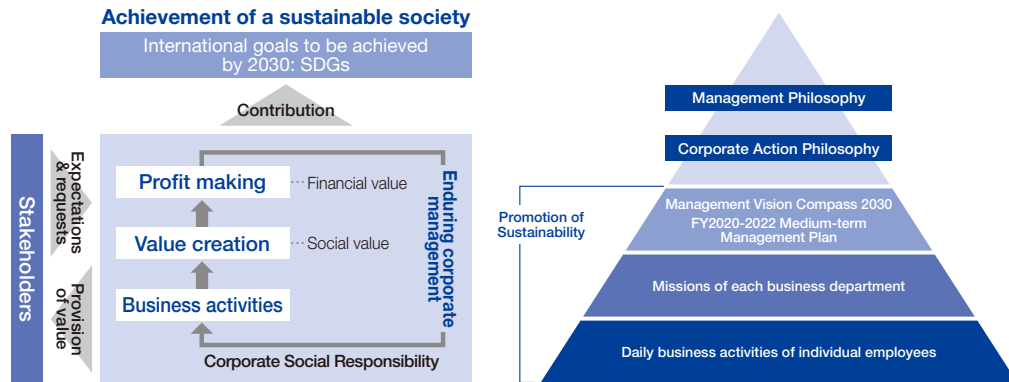 Achievement of a sustainable society
International goals to be achieved
by 2030: SDGs
Contribution
Stakeholders
Expectations
& requests
Provision
of value
Profit making
Financial value
Value creation
Social value
Business activities
Enduring corporate
management
Corporate Social Responsibility
Management Philosophy
Corporate Action Philosophy
Promotion of
Sustainability
Management Vision Compass 2030
FY2020-2022 Medium-term
Management Plan
Missions of each business department
Daily business activities of individual employees